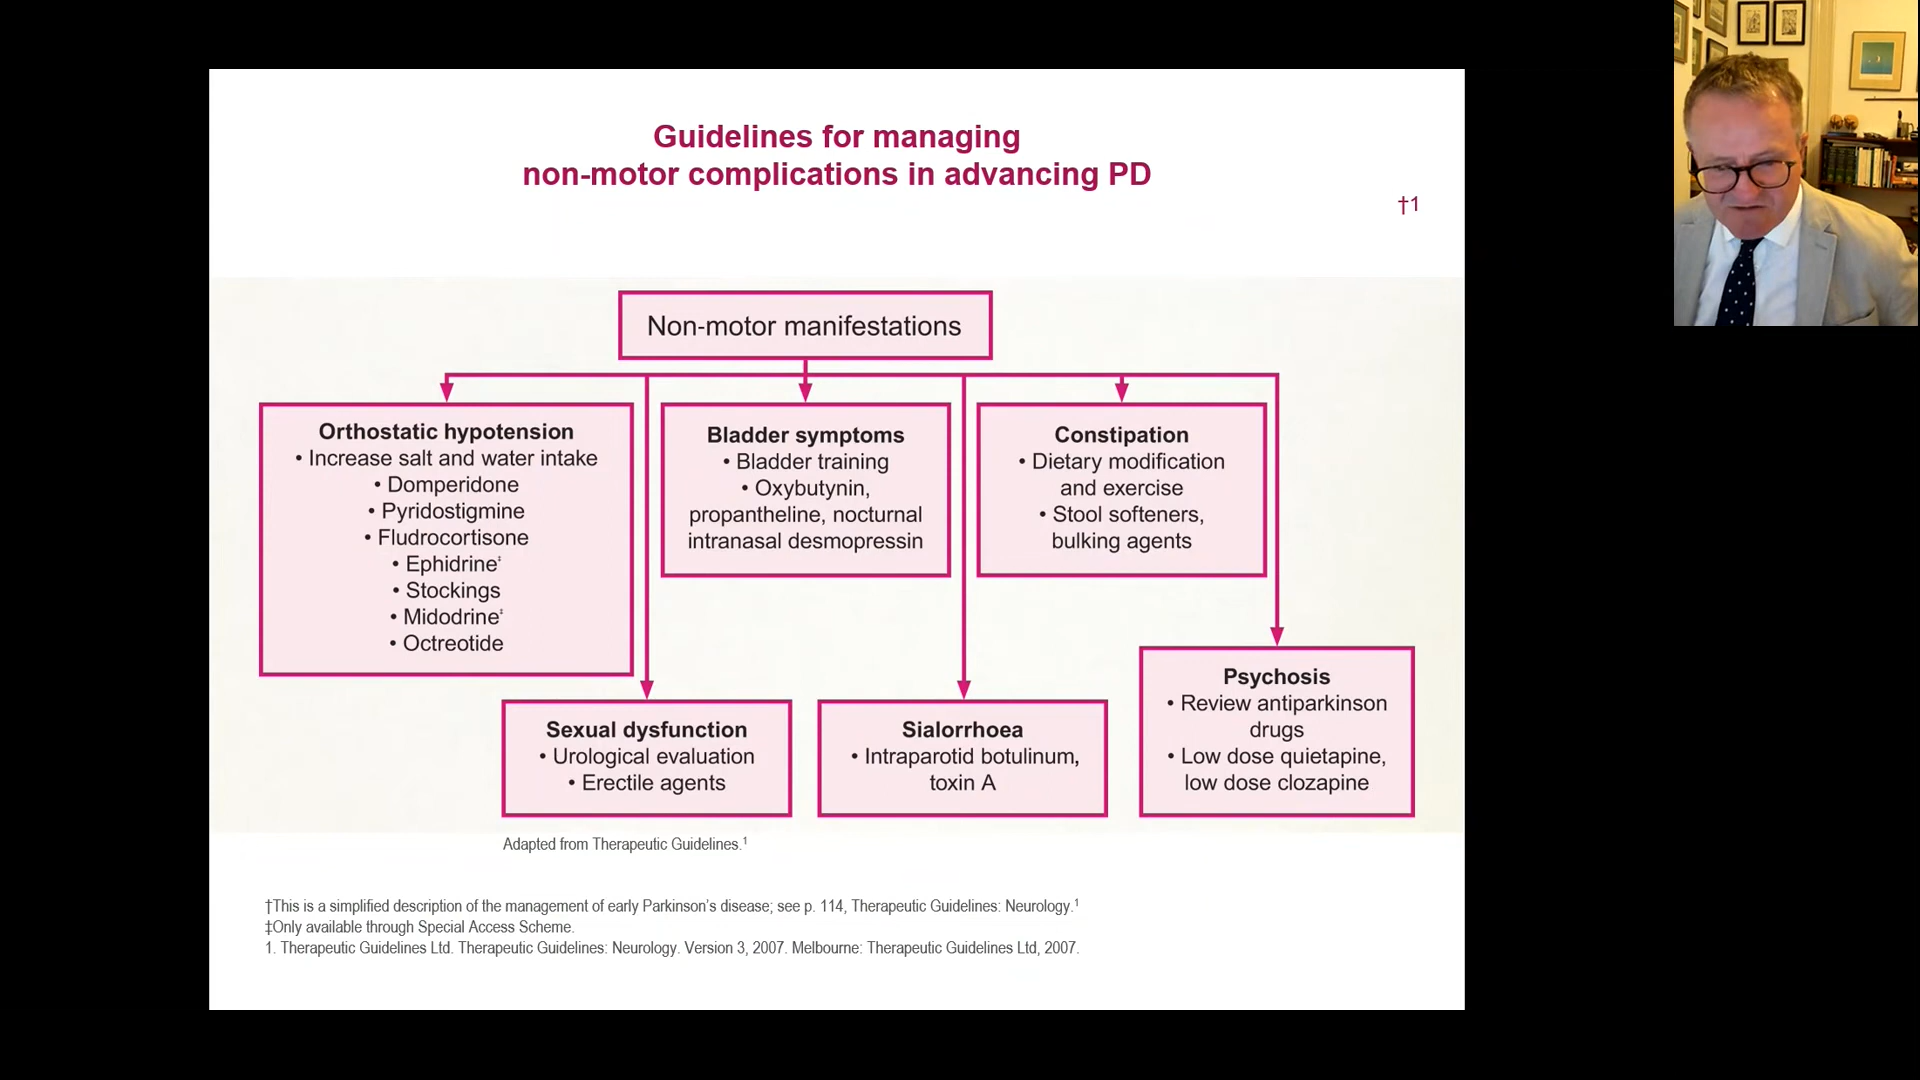 Guidelines for managing
non-motor complications in advancing PD
†1
Non-motor manifestations
Orthostatic hypotension
• Increase salt and water intake
• Domperidone
• Pyridostigmine
• Fludrocortisone
• Ephidrine‡
• Stockings
• Midodrine‡
• Octreotide
Bladder symptoms
• Bladder training
• Oxybutynin,
propantheline, nocturnal
intranasal desmopressin
Constipation
• Dietary modification
and exercise
• Stool softeners,
bulking agents
Sexual dysfunction
• Urological evaluation
• Erectile agents
Sialorrhoea
• Intraparotid botulinum,
toxin A
Psychosis
• Review antiparkinson
drugs
• Low dose quietapine,
low dose clozapine
Adapted from Therapeutic Guidelines.1
†This is a simplified description of the management of early Parkinson’s disease; see p. 114, Therapeutic Guidelines: Neurology.1
‡Only available through Special Access Scheme.
1. Therapeutic Guidelines Ltd. Therapeutic Guidelines: Neurology. Version 3, 2007. Melbourne: Therapeutic Guidelines Ltd, 2007.